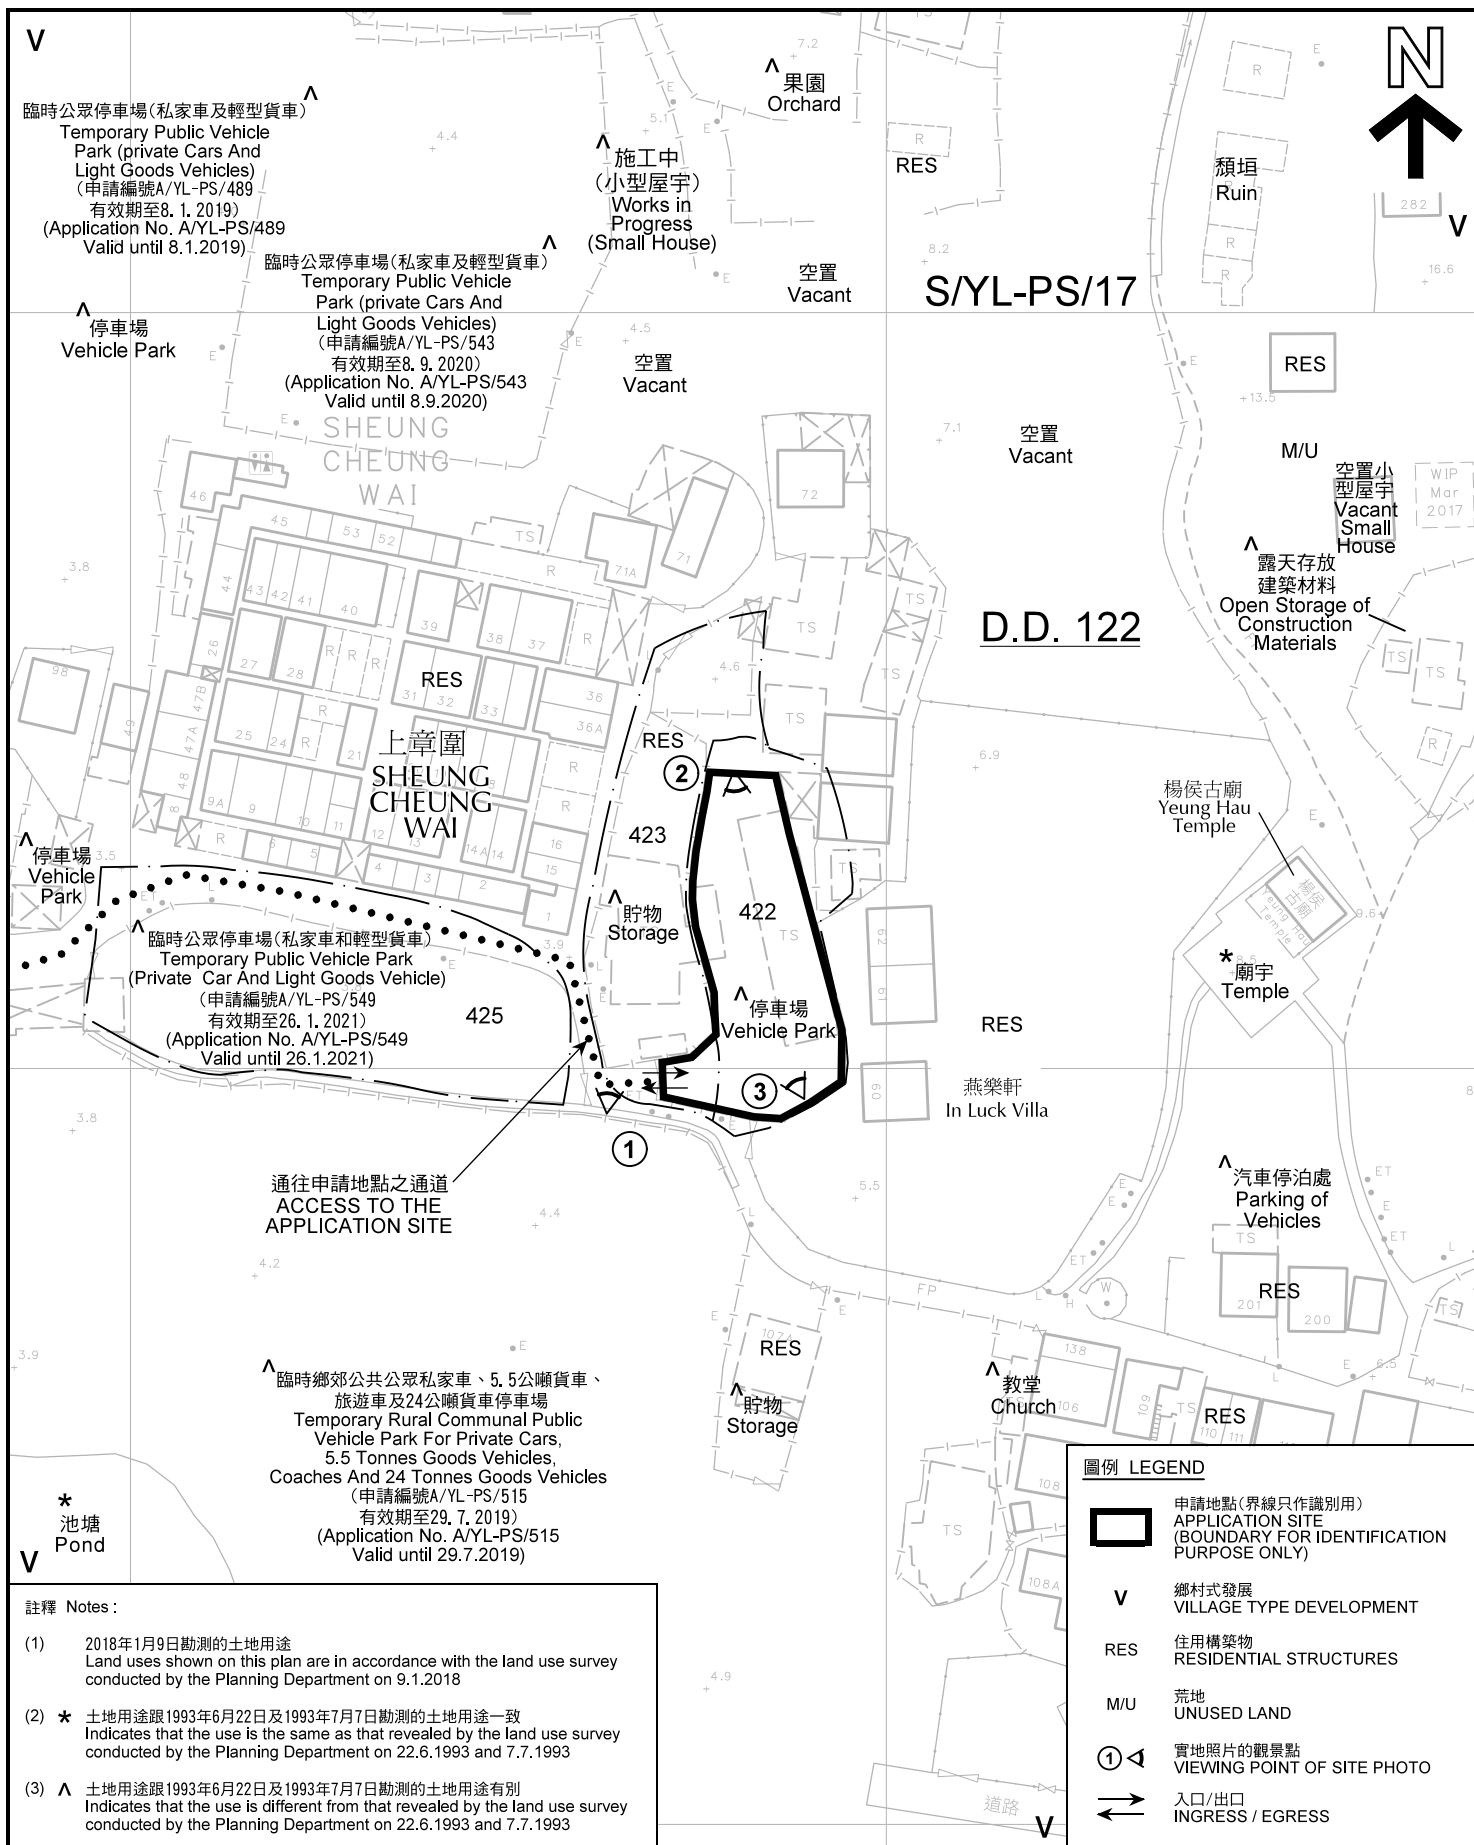 V
臨時公眾停車場(私家車及輕型貨車)
^
Temporary Public Vehicle
Park (private Cars And
Light Goods Vehicles)
(申請編號A/YL-PS/489
有效期至8.1.2019)
(Application No. A/YL-PS/489
Valid until 8.1.2019)
^
停車場
Vehicle Park
臨時公眾停車場(私家車及輕型貨車)
^
Temporary Public Vehicle
Park (private Cars And
Light Goods Vehicles)
(申請編號A/YL-PS/543
有效期至8.9.2020)
(Application No. A/YL-PS/543
Valid until 8.9.2020)
^
施工中
(小型屋宇)
Works in
Progress
(Small House)
^
果園
Orchard
RES
頹垣
Ruin
N
282
V
空置
Vacant
S/YL-PS/17
空置
Vacant
空置
Vacant
RES
M/U
空置小
型屋宇
Vacant
Small
House
WIP
Mar
2017
^
露天存放
建築材料
Open Storage of
Construction
Materials
D.D. 122
SHEUNG
CHEUNG
WAI
RES
上章圍
SHEUNG
CHEUNG
WAI
RES
②
423
422
楊侯古廟
Yeung Hau
Temple
楊侯
古廟
Yeung Hau
Temple
*
廟宇
Temple
^
停車場
Vehicle
Park
^
臨時公眾停車場(私家車和輕型貨車)
Temporary Public Vehicle Park
(Private Car And Light Goods Vehicle)
(申請編號A/YL-PS/549
有效期至26.1.2021)
(Application No. A/YL-PS/549
Valid until 26.1.2021)
425
^
貯物
Storage
^
停車場
Vehicle Park
RES
③
①
燕樂軒
In Luck Villa
通往申請地點之通道
ACCESS TO THE
APPLICATION SITE
^
汽車停泊處
Parking of
Vehicles
RES
201
200
FP
RES
^
貯物
Storage
^
教堂
Church
RES
^
臨時鄉郊公共公眾私家車、5.5公噸貨車、
旅遊車及24公噸貨車停車場
Temporary Rural Communal Public
Vehicle Park For Private Cars,
5.5 Tonnes Goods Vehicles,
Coaches And 24 Tonnes Goods Vehicles
(申請編號A/YL-PS/515
有效期至29.7.2019)
(Application No. A/YL-PS/515
Valid until 29.7.2019)
*
池塘
Pond
V
道路
V
註釋 Notes :
(1) 2018年1月9日勘測的土地用途
Land uses shown on this plan are in accordance with the land use survey
conducted by the Planning Department on 9.1.2018
(2) * 土地用途跟1993年6月22日及1993年7月7日勘測的土地用途一致
Indicates that the use is the same as that revealed by the land use survey
conducted by the Planning Department on 22.6.1993 and 7.7.1993
(3) ^ 土地用途跟1993年6月22日及1993年7月7日勘測的土地用途有別
Indicates that the use is different from that revealed by the land use survey
conducted by the Planning Department on 22.6.1993 and 7.7.1993
圖例 LEGEND
申請地點(界線只作識別用)
APPLICATION SITE
(BOUNDARY FOR IDENTIFICATION
PURPOSE ONLY)
V 鄉村式發展
VILLAGE TYPE DEVELOPMENT
RES 住用構築物
RESIDENTIAL STRUCTURES
M/U 荒地
UNUSED LAND
① 實地照片的觀景點
VIEWING POINT OF SITE PHOTO
入口/出口
INGRESS / EGRESS